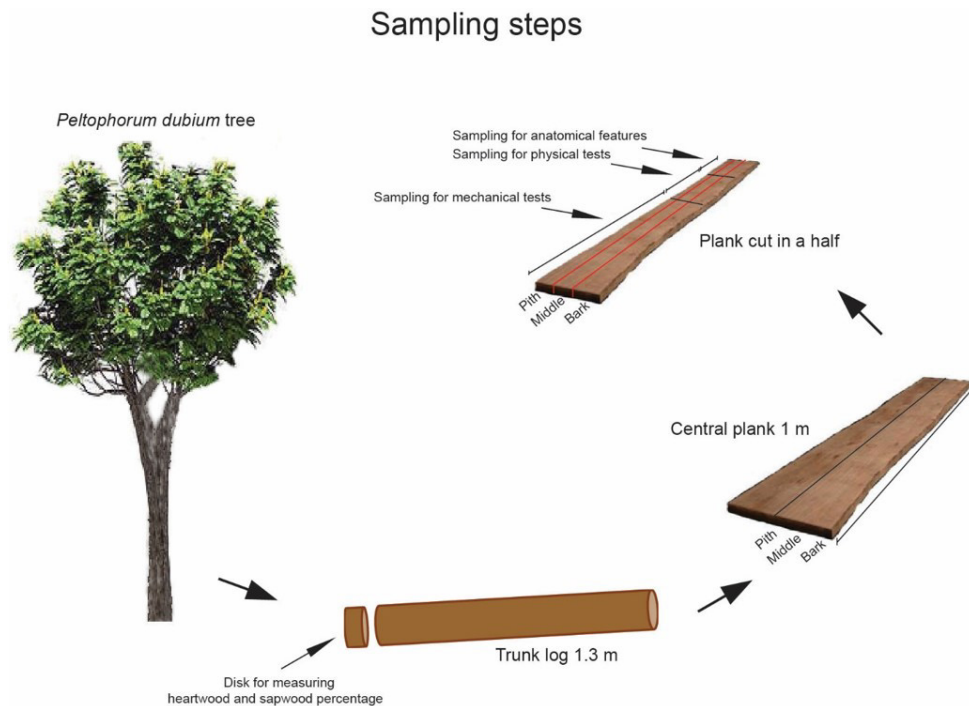 Sampling steps
Peltophorum dubium tree
Sampling for anatomical features
Sampling for physical tests
Sampling for mechanical tests
Plank cut in a half
Pith
Middle
Bark
Central plank 1 m
Pith
Middle
Bark
Trunk log 1.3 m
Disk for measuring
heartwood and sapwood percentage